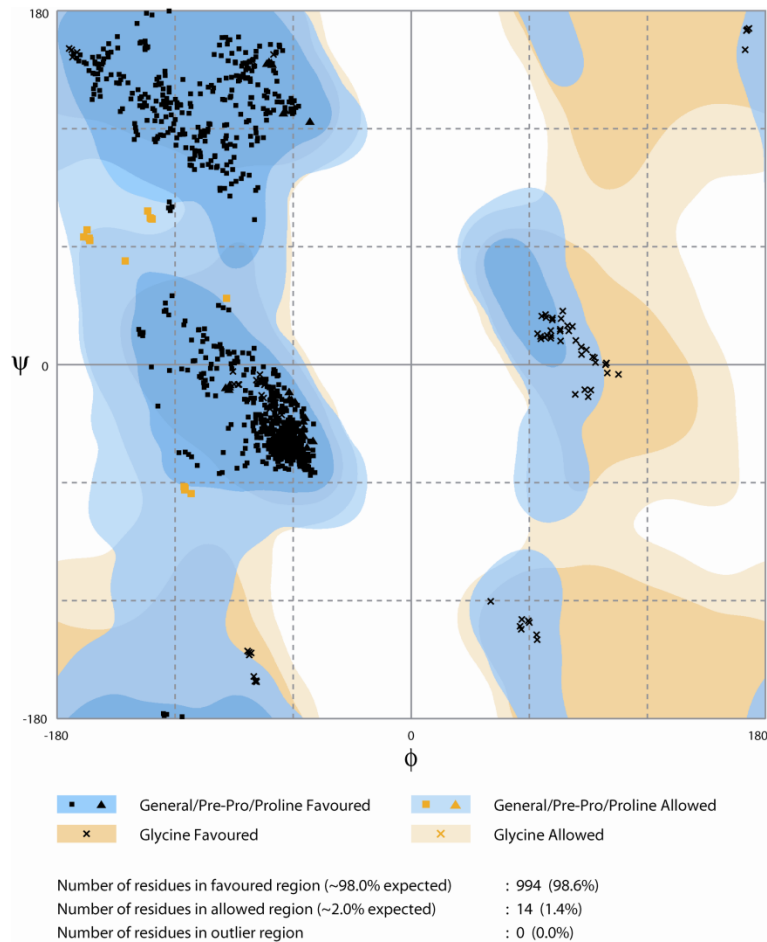 180
ψ
0
-180
-180 0 180
ϕ
General/Pre-Pro/Proline Favoured General/Pre-Pro/Proline Allowed
Glycine Favoured Glycine Allowed
Number of residues in favoured region (~98.0% expected) : 994 (98.6%)
Number of residues in allowed region (~2.0% expected) : 14 (1.4%)
Number of residues in outlier region : 0 (0.0%)